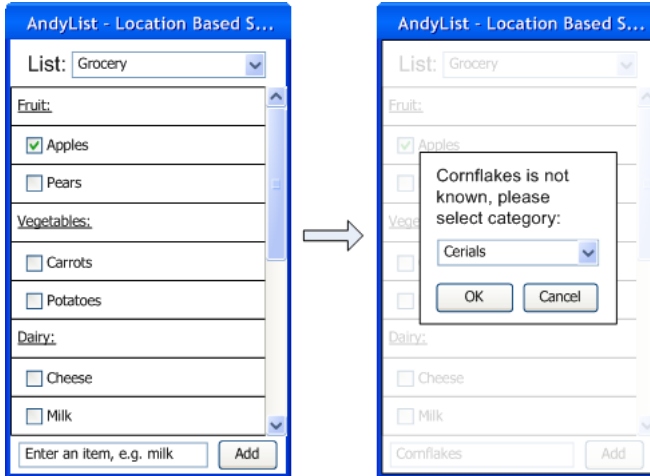 AndyList - Location Based S...
List: Grocery
Fruit:
Apples
Pears
Vegetables:
Carrots
Potatoes
Dairy:
Cheese
Milk
Enter an item, e.g. milk Add
AndyList - Location Based S...
List: Grocery
Fruit:
Apples
Cornflakes is not
known, please
select category:
Cerials
OK Cancel
Vege
Dairy:
Cheese
Milk
Cornflakes Add